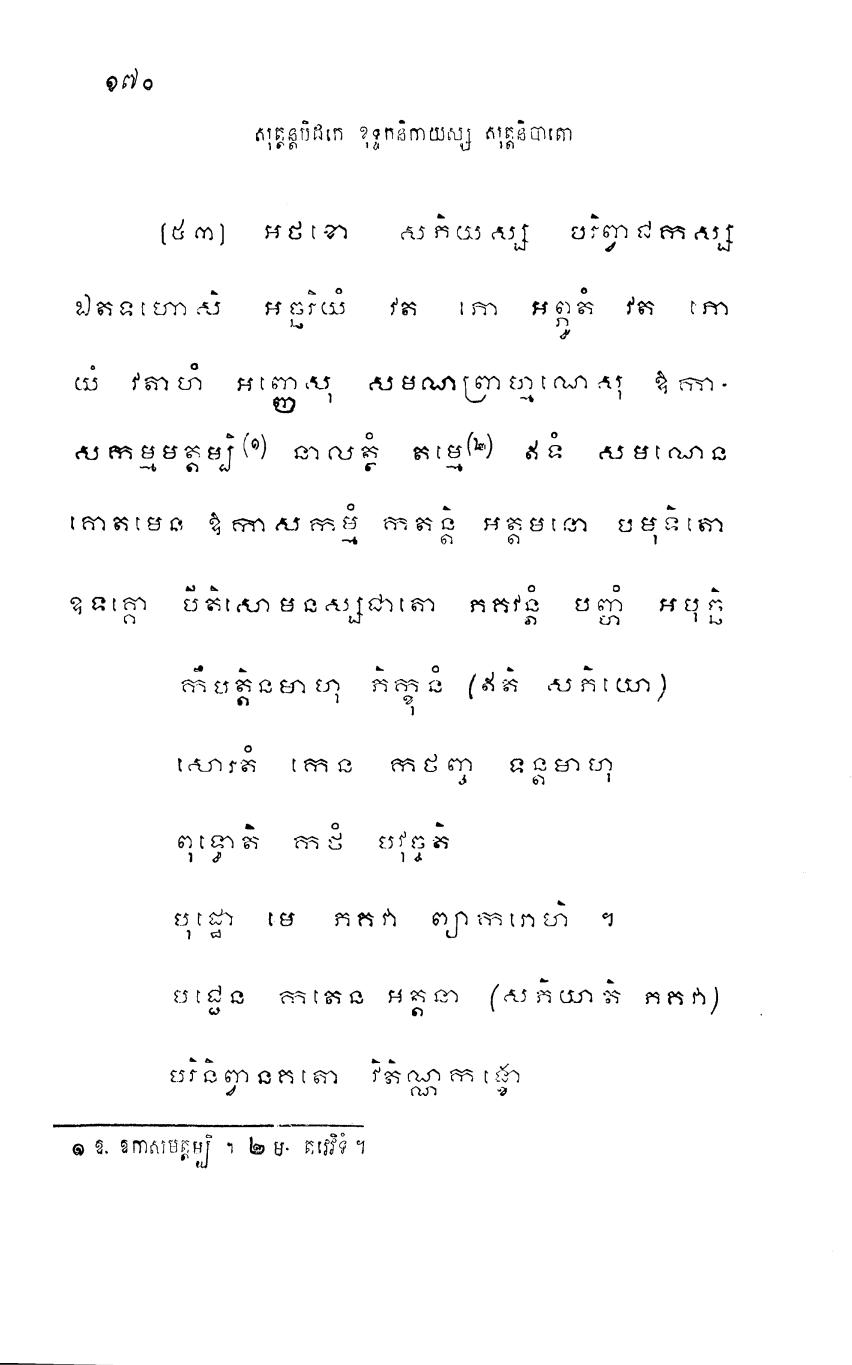 ១៧០
សុត្តន្តបិដកេ ខុទ្ទកនិកាយស្ស សុត្តនិបាតោ
(៥៣) អថខោ សភិយស្ស បរិព្វាជកស្ស
ឯតទហោសិ អច្ឆរិយំ វត ភោ អព្ភូតំ វត ភោ
យំ វតាហំ អញ្ញេសុ សមណព្រាហ្មណេសុ ឱកា-
សកម្មមត្តម្បិ(១) នាលត្ថំ តម្មេ(២) ឥទំ សមណេន
គោតមេន ឱកាសកម្មំ កតន្តិ អត្តមនោ បមុទិតោ
ឧទគ្គោ បីតិសោមនស្សជាតោ ភគវន្តំ បញ្ហំ អបុច្ឆិ
កឹបត្តិនមាហុ ភិក្ខុនំ (ឥតិ សភិយោ)
សោរតំ កេន កថញ្ច ទន្តមាហុ
ពុទ្ធោតិ កថំ បវុច្ចតិ
បុដ្ឋោ មេ ភគវា ព្យាករោហិ ។
បជ្ជេន កតេន អត្តនា (សភិយាតិ ភគវា)
បរិនិព្វានគតោ វិតិណ្ណកង្ខោ
១ ឧ. ឧកាសមត្តម្បិ ។ ២ ម. តវេវិទំ ។